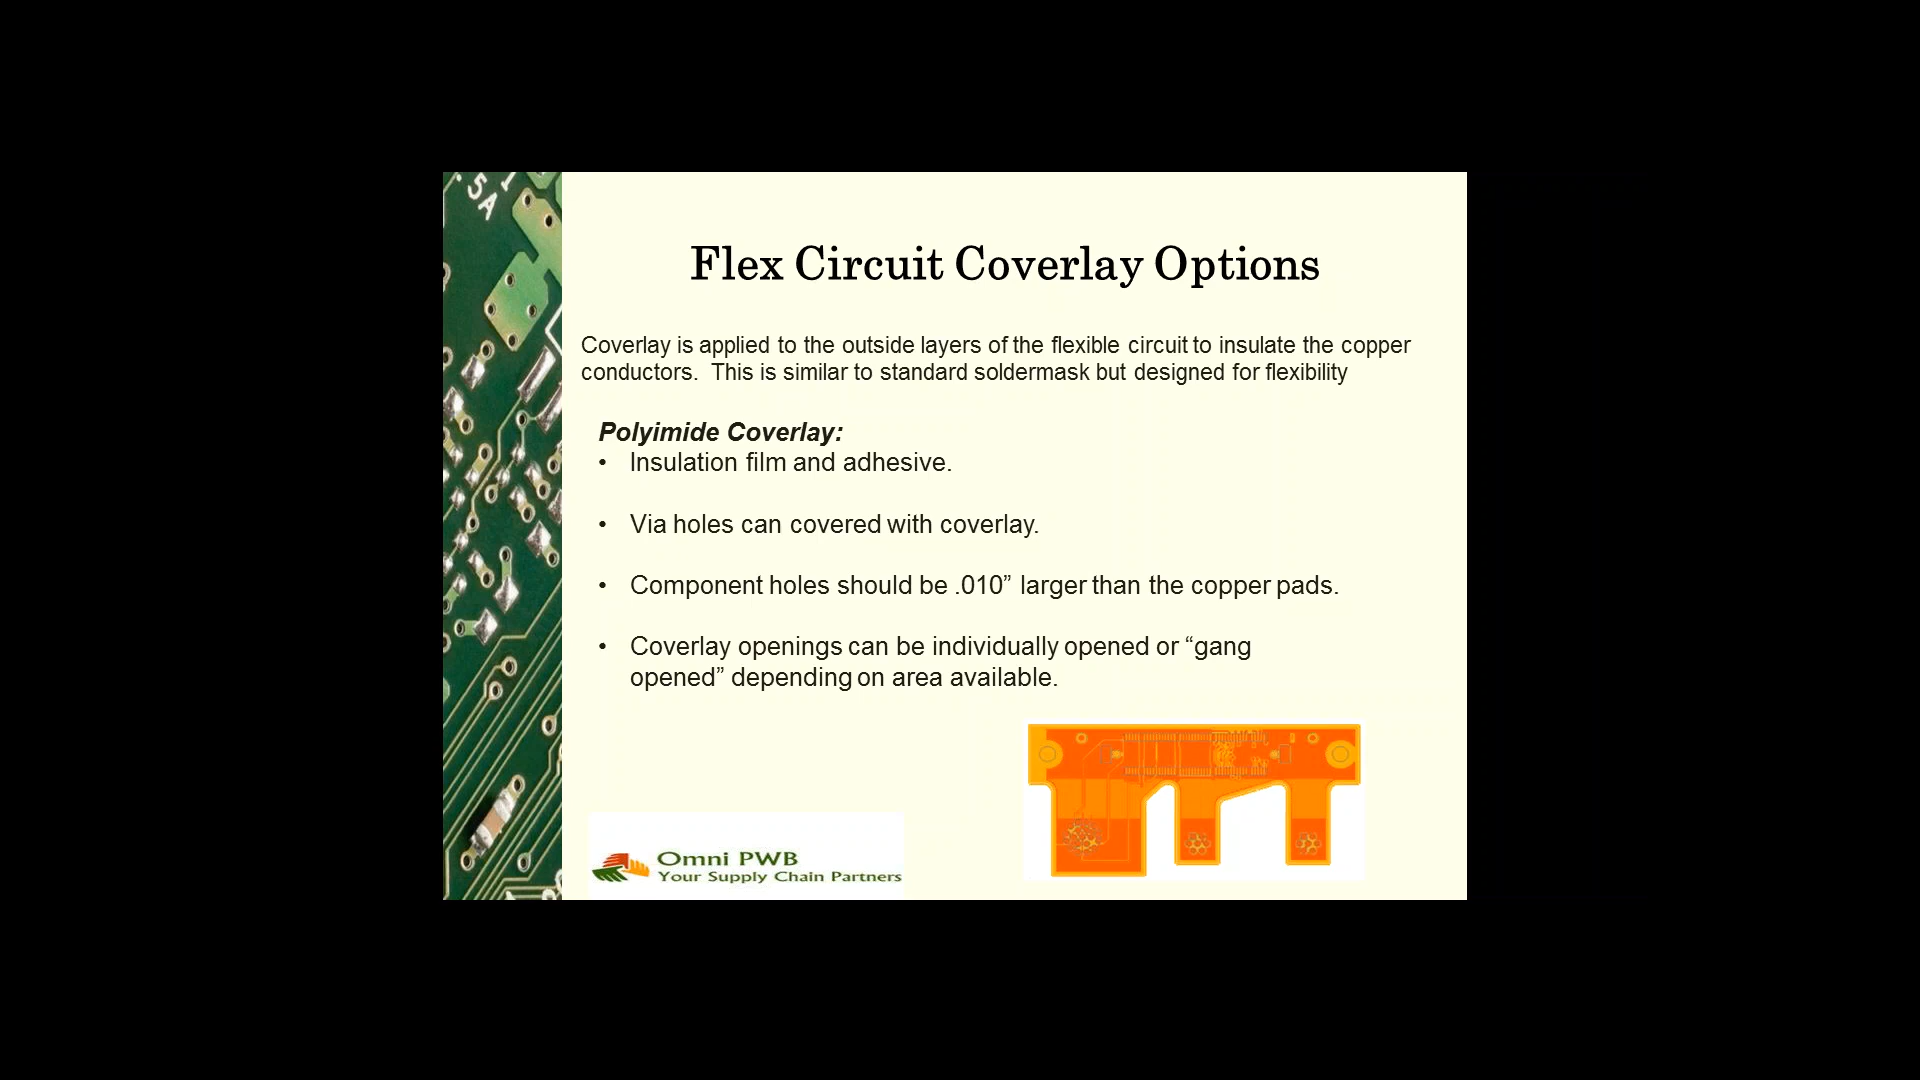 .5A
Flex Circuit Coverlay Options
Coverlay is applied to the outside layers of the flexible circuit to insulate the copper
conductors.  This is similar to standard soldermask but designed for flexibility
Polyimide Coverlay:
• Insulation film and adhesive.
• Via holes can covered with coverlay.
• Component holes should be .010” larger than the copper pads.
• Coverlay openings can be individually opened or “gang
opened” depending on area available.
Omni PWB
Your Supply Chain Partners